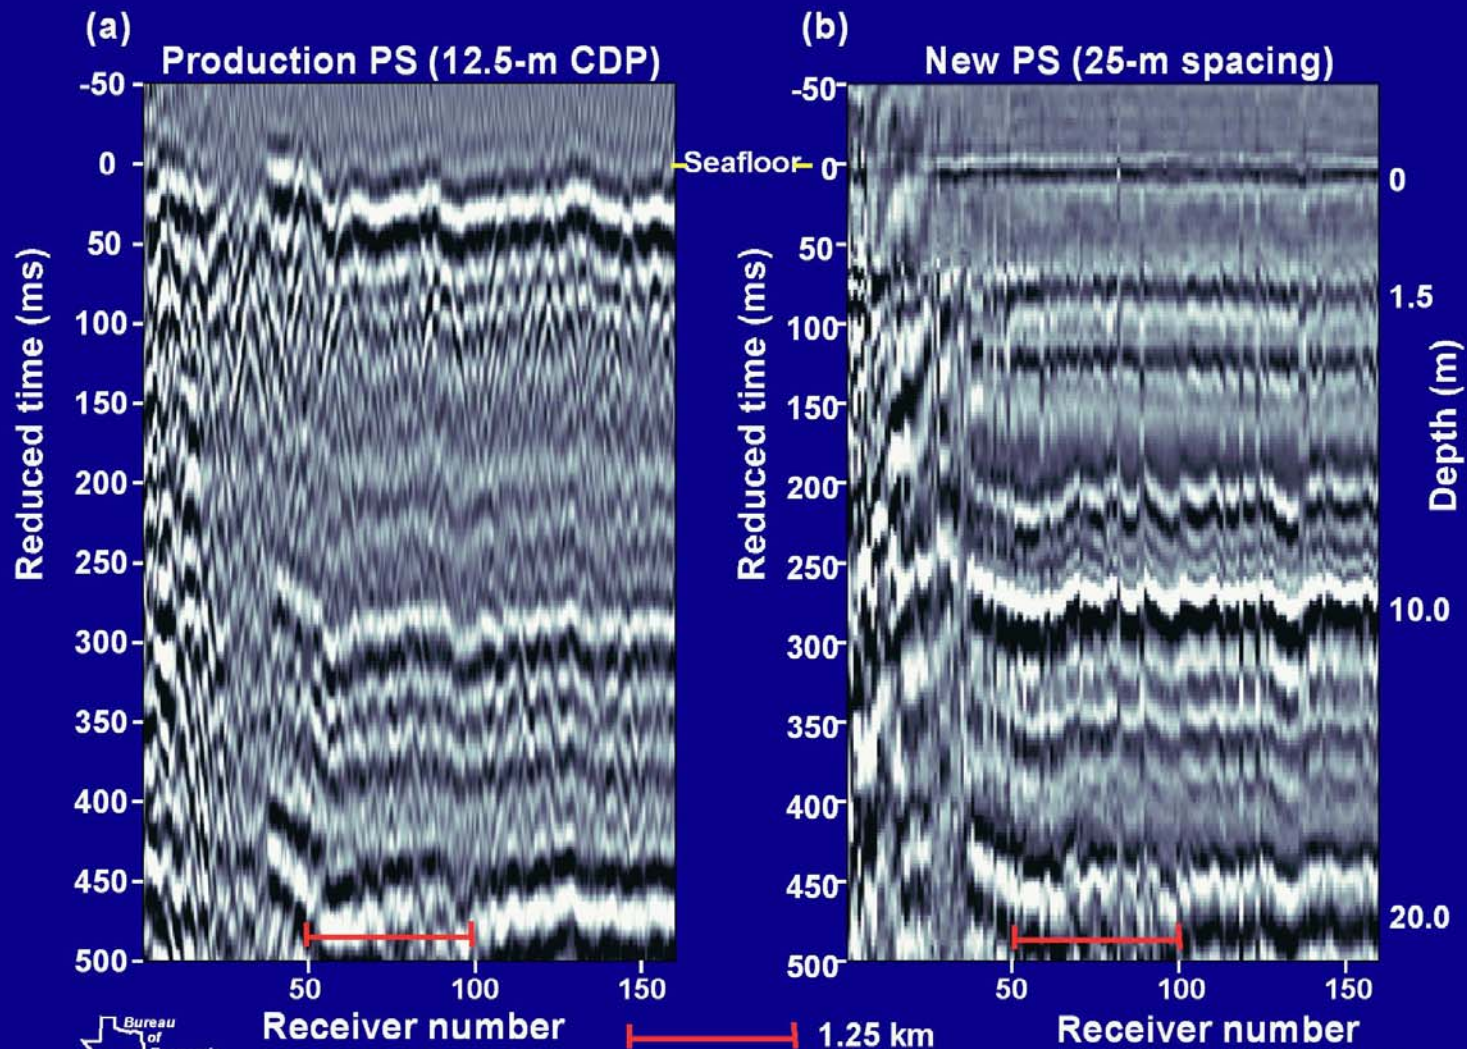 (a)
Production PS (12.5-m CDP)
-50
0
50
100
150
200
250
300
350
400
450
500
Reduced time (ms)
50 100 150
Receiver number
Seafloor
(b)
New PS (25-m spacing)
-50
0
50
100
150
200
250
300
350
400
450
500
Reduced time (ms)
0
1.5
10.0
20.0
Depth (m)
50 100 150
Receiver number
1.25 km
Bureau
of